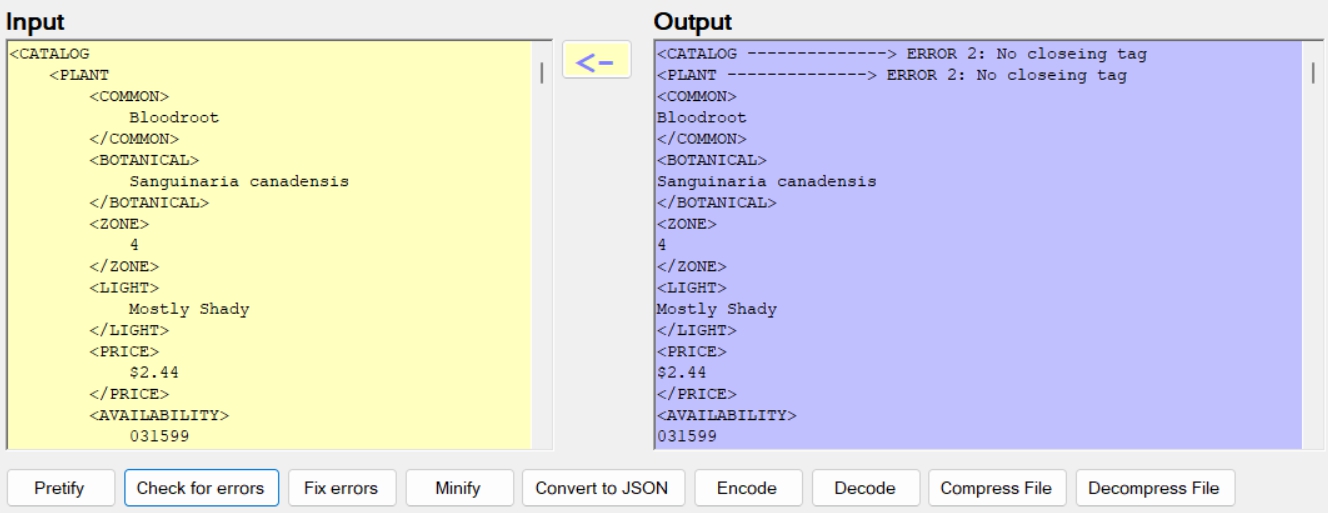 Input
<CATALOG
<PLANT
<COMMON>
Bloodroot
</COMMON>
<BOTANICAL>
Sanguinaria canadensis
</BOTANICAL>
<ZONE>
4
</ZONE>
<LIGHT>
Mostly Shady
</LIGHT>
<PRICE>
$2.44
</PRICE>
<AVAILABILITY>
031599
<-
Output
<CATALOG --------------> ERROR 2: No closeing tag
<PLANT --------------> ERROR 2: No closeing tag
<COMMON>
Bloodroot
</COMMON>
<BOTANICAL>
Sanguinaria canadensis
</BOTANICAL>
<ZONE>
4
</ZONE>
<LIGHT>
Mostly Shady
</LIGHT>
<PRICE>
$2.44
</PRICE>
<AVAILABILITY>
031599
Pretify Check for errors Fix errors Minify Convert to JSON Encode Decode Compress File Decompress File